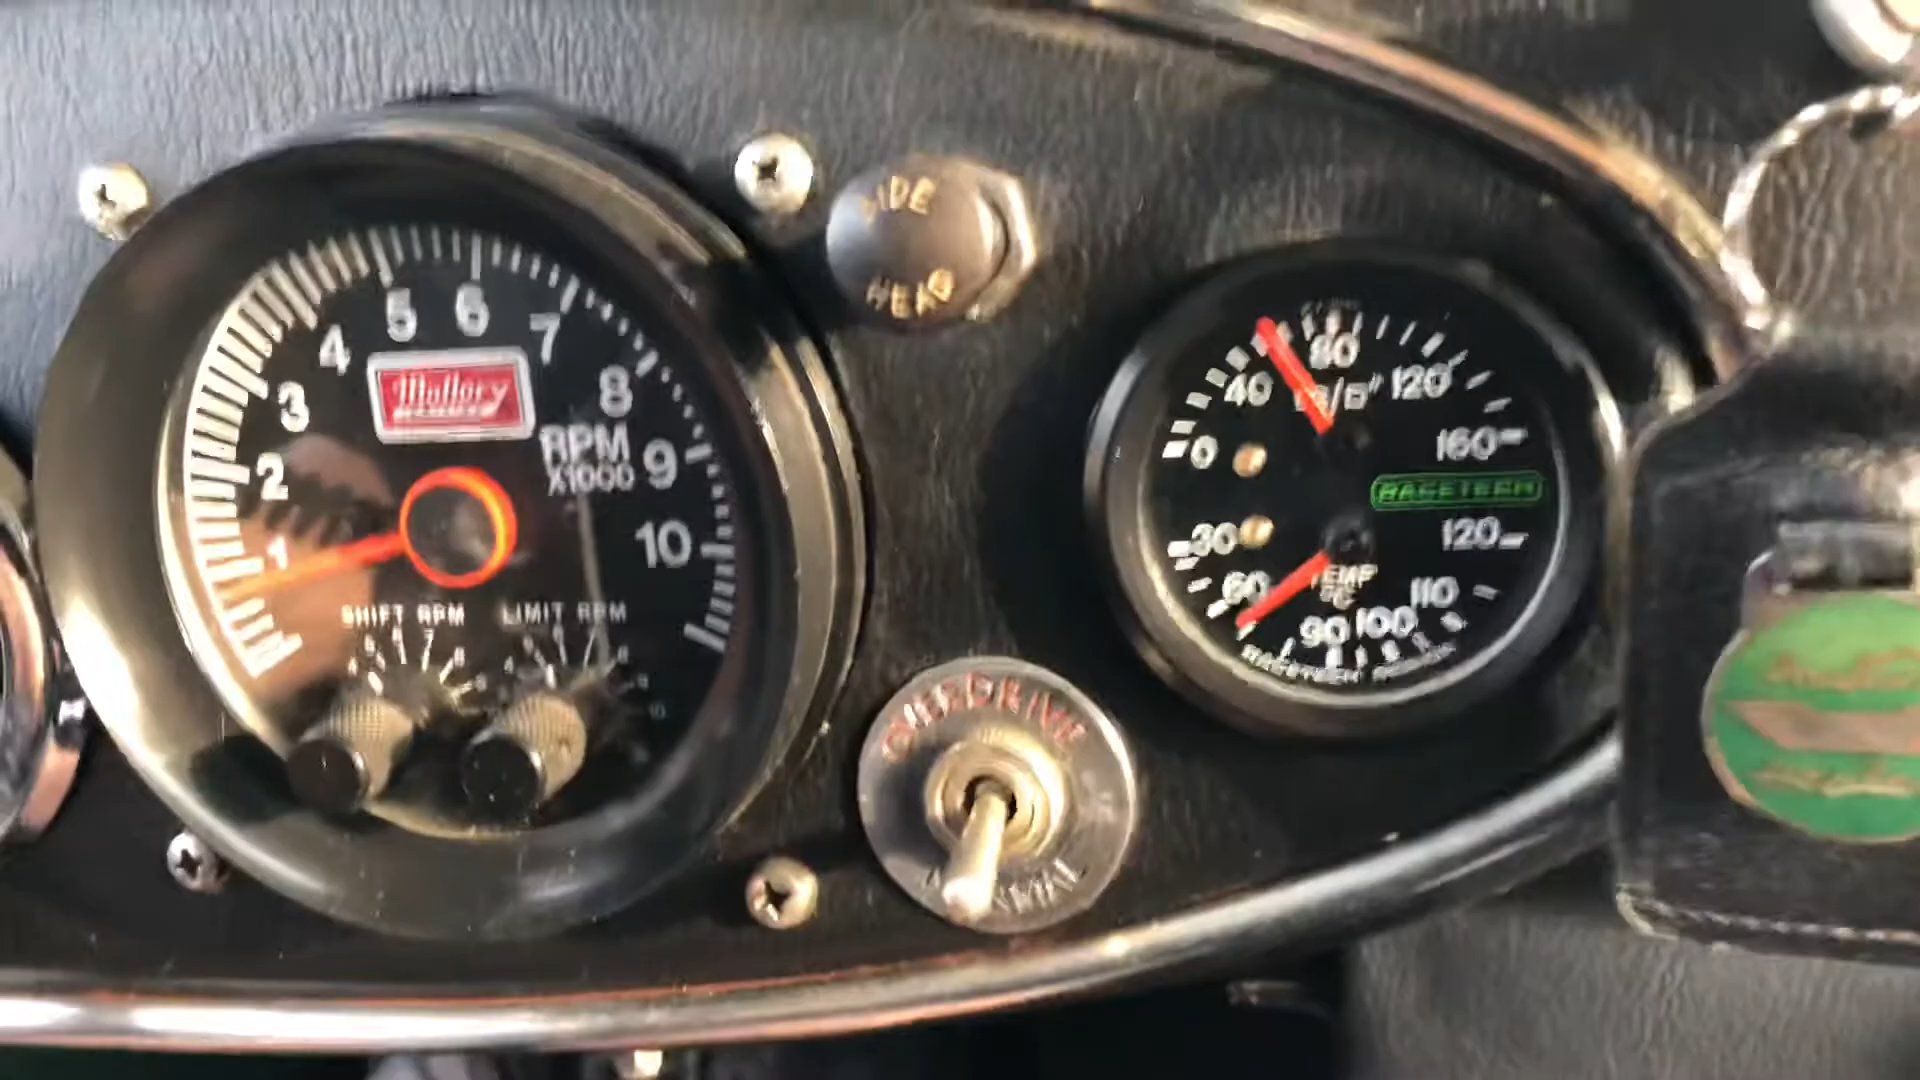 5 6
4 7
Mallory
3 8
RPM
X1000
2 9
1 10
SHIFT RPM LIMIT RPM
SIDE
HEAD
OVERDRIVE
NORMAL
80
40 120
0 160
RACETECH
30 120
TEMP
°C
60 110
90 100